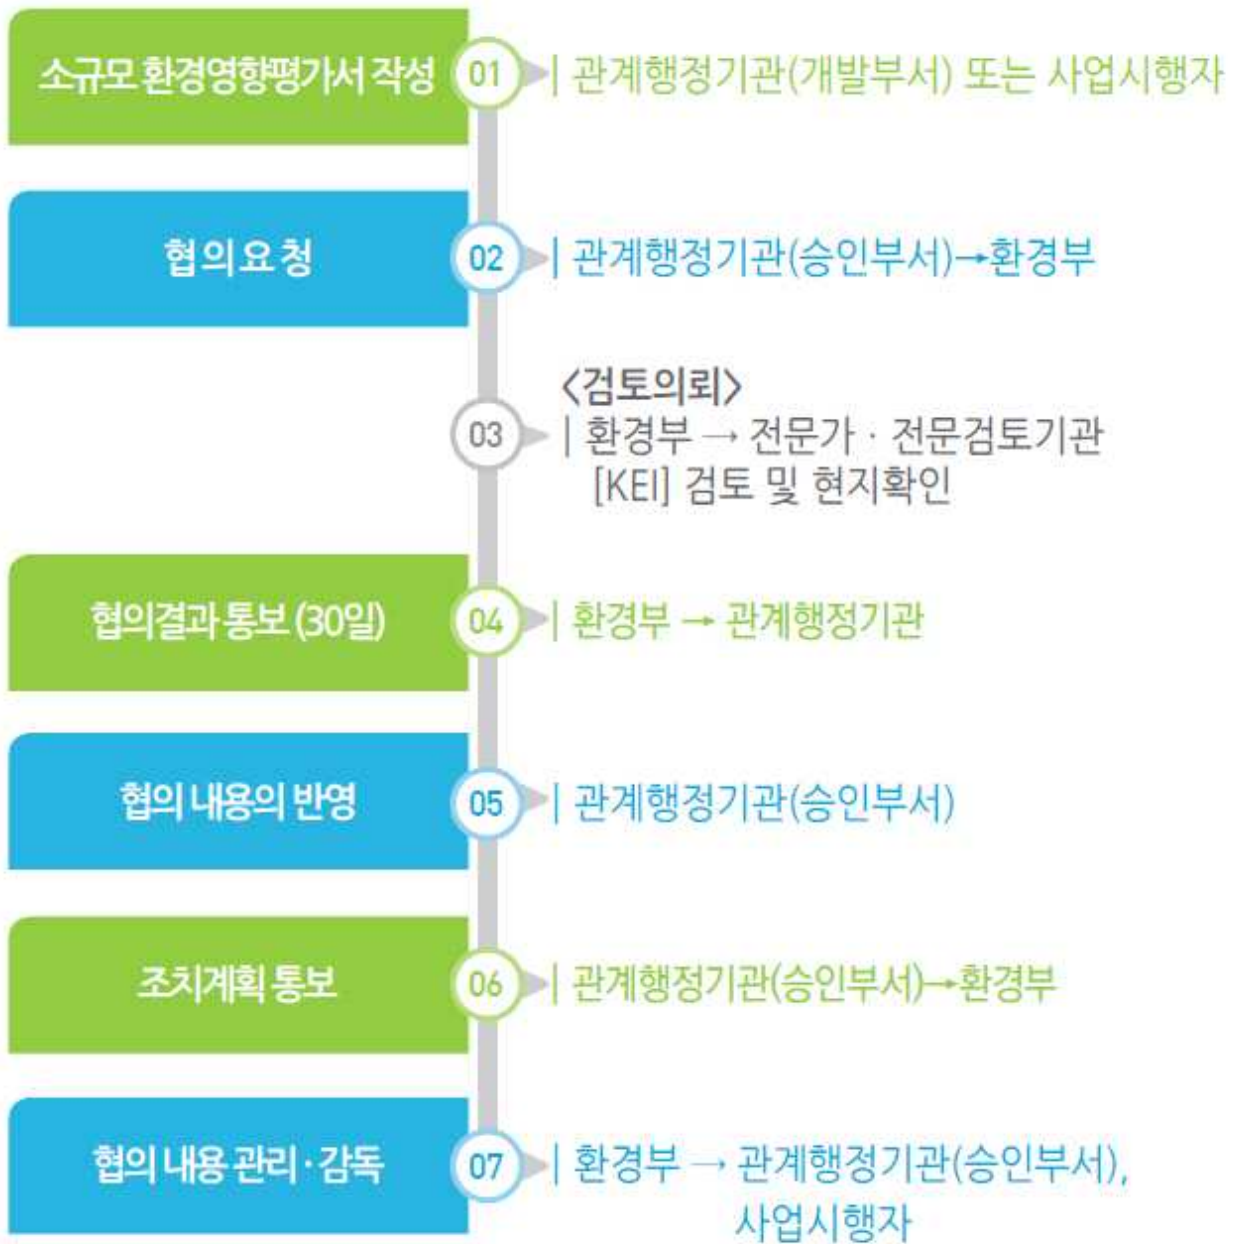 소규모 환경영향평가서 작성 01 | 관계행정기관(개발부서) 또는 사업시행자
협의요청 02 | 관계행정기관(승인부서)→환경부
<검토의뢰>
03 | 환경부 → 전문가 · 전문검토기관
[KEI] 검토 및 현지확인
협의결과 통보 (30일) 04 | 환경부 → 관계행정기관
협의 내용의 반영 05 | 관계행정기관(승인부서)
조치계획 통보 06 | 관계행정기관(승인부서)→환경부
협의 내용 관리 · 감독 07 | 환경부 → 관계행정기관(승인부서),
사업시행자